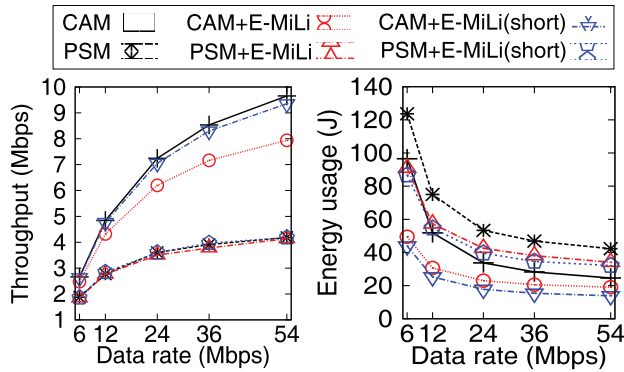 CAM CAM+E-MiLi CAM+E-MiLi(short)
PSM PSM+E-MiLi PSM+E-MiLi(short)
Throughput (Mbps)
10
9
8
7
6
5
4
3
2
1
6 12 24 36 54
Data rate (Mbps)
Energy usage (J)
140
120
100
80
60
40
20
0
6 12 24 36 54
Data rate (Mbps)